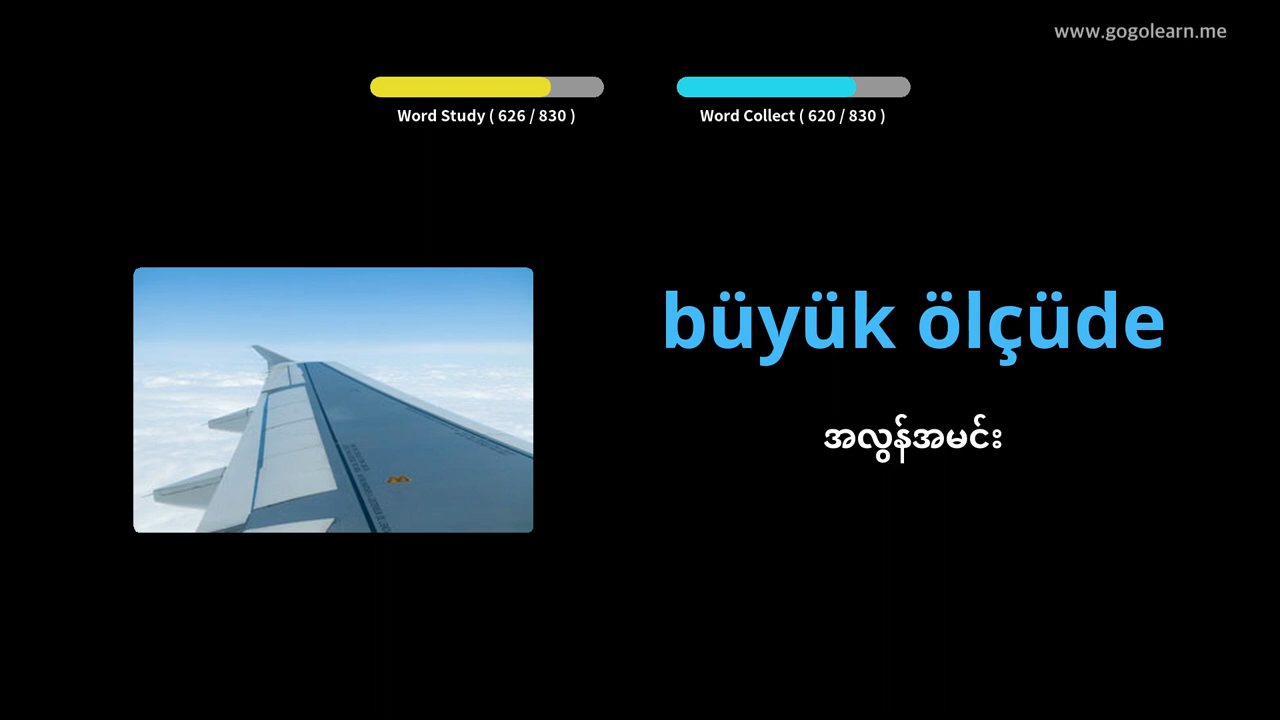 www.gogolearn.me
Word Study ( 626 / 830 )
Word Collect ( 620 / 830 )
büyük ölçüde
အလွန်အမင်း